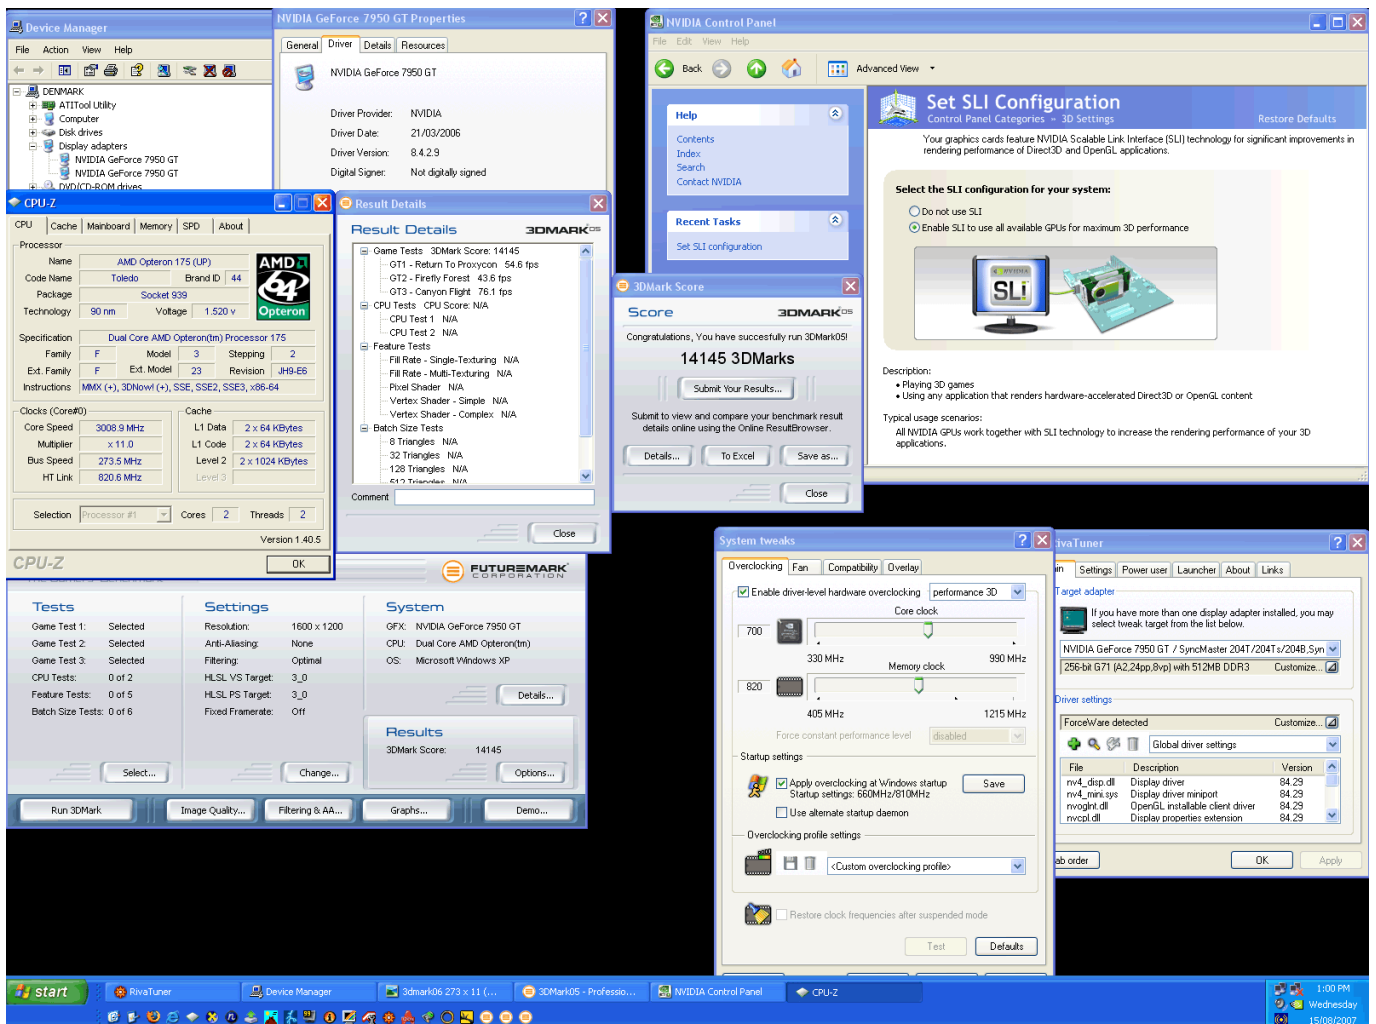 Device Manager
File Action View Help
DENMARK
ATITool Utility
Computer
Disk drives
Display adapters
NVIDIA GeForce 7950 GT
NVIDIA GeForce 7950 GT
DVD/CD-ROM drives
NVIDIA GeForce 7950 GT Properties
General Driver Details Resources
NVIDIA GeForce 7950 GT
Driver Provider: NVIDIA
Driver Date: 21/03/2006
Driver Version: 8.4.2.9
Digital Signer: Not digitally signed
NVIDIA Control Panel
File Edit View Help
Back Advanced View
Help
Contents
Index
Search
Contact NVIDIA
Recent Tasks
Set SLI configuration
Set SLI Configuration
Control Panel Categories - 3D Settings Restore Defaults
Your graphics cards feature NVIDIA Scalable Link Interface (SLI) technology for significant improvements in
rendering performance of Direct3D and OpenGL applications.
Select the SLI configuration for your system:
Do not use SLI
Enable SLI to use all available GPUs for maximum 3D performance
NVIDIA
SLI
Description:
• Playing 3D games
• Using any application that renders hardware-accelerated Direct3D or OpenGL content
Typical usage scenarios:
All NVIDIA GPUs work together with SLI technology to increase the rendering performance of your 3D
applications.
CPU-Z
CPU Cache Mainboard Memory SPD About
Processor
Name AMD Opteron 175 (UP)
Code Name Toledo Brand ID 44
Package Socket 939
Technology 90 nm Voltage 1.520 v
AMD
64
Opteron
Specification Dual Core AMD Opteron(tm) Processor 175
Family F Model 3 Stepping 2
Ext. Family F Ext. Model 23 Revision JH9-E6
Instructions MMX (+), 3DNow! (+), SSE, SSE2, SSE3, x86-64
Clocks (Core#0)
Core Speed 3008.9 MHz
Multiplier x 11.0
Bus Speed 273.5 MHz
HT Link 820.6 MHz
Cache
L1 Data 2 x 64 KBytes
L1 Code 2 x 64 KBytes
Level 2 2 x 1024 KBytes
Level 3
Selection Processor #1 Cores 2 Threads 2
Version 1.40.5
CPU-Z OK
Result Details
Result Details 3DMARK05
Game Tests 3DMark Score: 14145
GT1 - Return To Proxycon 54.6 fps
GT2 - Firefly Forest 43.6 fps
GT3 - Canyon Flight 76.1 fps
CPU Tests CPU Score: N/A
CPU Test 1 N/A
CPU Test 2 N/A
Feature Tests
Fill Rate - Single-Texturing N/A
Fill Rate - Multi-Texturing N/A
Pixel Shader N/A
Vertex Shader - Simple N/A
Vertex Shader - Complex N/A
Batch Size Tests
8 Triangles N/A
32 Triangles N/A
128 Triangles N/A
512 Triangles N/A
Comment
Close
3DMark Score
Score 3DMARK05
Congratulations, You have succesfully run 3DMark05!
14145 3DMarks
Submit Your Results...
Submit to view and compare your benchmark result
details online using the Online ResultBrowser.
Details... To Excel Save as...
Close
FUTUREMARK
CORPORATION
Tests
Game Test 1: Selected
Game Test 2: Selected
Game Test 3: Selected
CPU Tests: 0 of 2
Feature Tests: 0 of 5
Batch Size Tests: 0 of 6
Select...
Settings
Resolution: 1600 x 1200
Anti-Aliasing: None
Filtering: Optimal
HLSL VS Target: 3_0
HLSL PS Target: 3_0
Fixed Framerate: Off
Change...
System
GFX: NVIDIA GeForce 7950 GT
CPU: Dual Core AMD Opteron(tm)
OS: Microsoft Windows XP
Details...
Results
3DMark Score: 14145
Options...
Run 3DMark Image Quality... Filtering & AA... Graphs... Demo...
System tweaks
Overclocking Fan Compatibility Overlay
Enable driver-level hardware overclocking performance 3D
Core clock
700
330 MHz 990 MHz
Memory clock
820
405 MHz 1215 MHz
Force constant performance level disabled
Startup settings
Apply overclocking at Windows startup Save
Startup settings: 660MHz/810MHz
Use alternate startup daemon
Overclocking profile settings
<Custom overclocking profile>
Restore clock frequencies after suspended mode
Test Defaults
ivaTuner
in Settings Power user Launcher About Links
Target adapter
If you have more than one display adapter installed, you may
select tweak target from the list below.
NVIDIA GeForce 7950 GT / SyncMaster 204T/204Ts/204B,Syn
256-bit G71 (A2,24pp,8vp) with 512MB DDR3 Customize...
Driver settings
ForceWare detected Customize...
Global driver settings
File Description Version
nv4_disp.dll Display driver 84.29
nv4_mini.sys Display driver miniport 84.29
nvoglnt.dll OpenGL installable client driver 84.29
nvcpl.dll Display properties extension 84.29
ab order OK Apply
start RivaTuner Device Manager 3dmark06 273 x 11 (... 3DMark05 - Professio... NVIDIA Control Panel CPU-Z
1:00 PM
Wednesday
15/08/2007